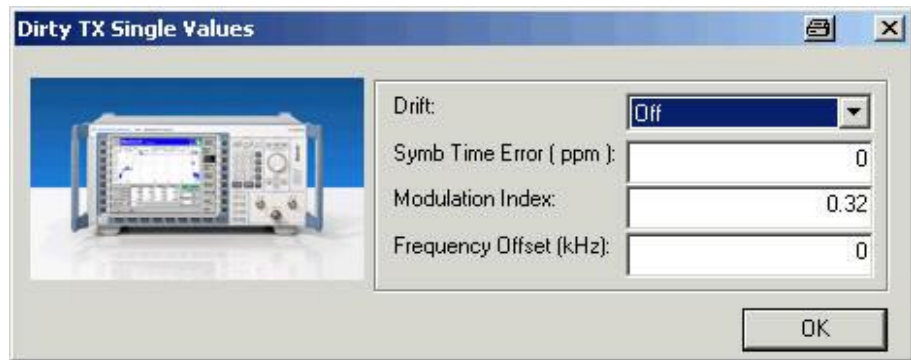 Dirty TX Single Values
Drift: Off
Symb Time Error ( ppm ): 0
Modulation Index: 0.32
Frequency Offset (kHz): 0
OK